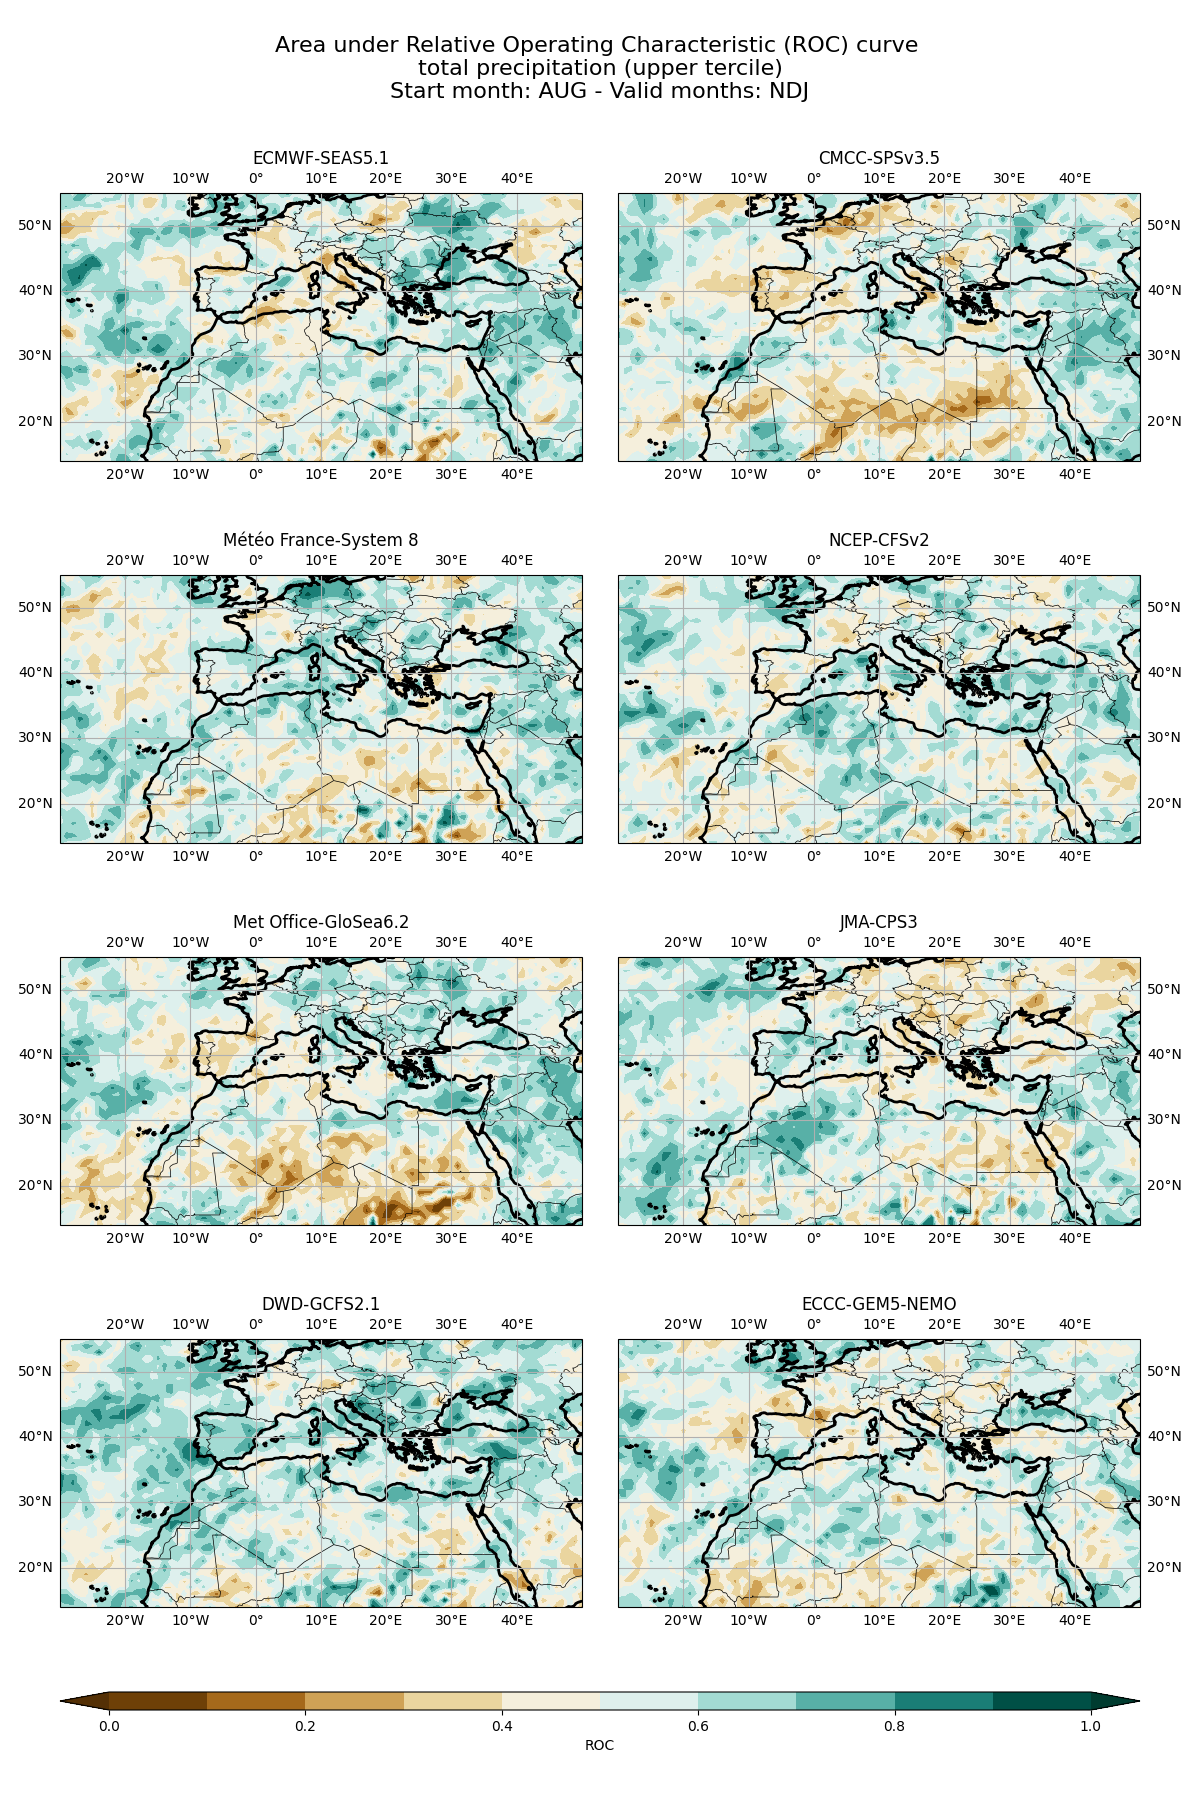 Area under Relative Operating Characteristic (ROC) curve
total precipitation (upper tercile)
Start month: AUG - Valid months: NDJ
ECMWF-SEAS5.1
CMCC-SPSv3.5
20°W 10°W 0° 10°E 20°E 30°E 40°E
20°W 10°W 0° 10°E 20°E 30°E 40°E
50°N
50°N
40°N
40°N
30°N
30°N
20°N
20°N
20°W 10°W 0° 10°E 20°E 30°E 40°E
20°W 10°W 0° 10°E 20°E 30°E 40°E
Météo France-System 8
NCEP-CFSv2
20°W 10°W 0° 10°E 20°E 30°E 40°E
20°W 10°W 0° 10°E 20°E 30°E 40°E
50°N
50°N
40°N
40°N
30°N
30°N
20°N
20°N
20°W 10°W 0° 10°E 20°E 30°E 40°E
20°W 10°W 0° 10°E 20°E 30°E 40°E
Met Office-GloSea6.2
JMA-CPS3
20°W 10°W 0° 10°E 20°E 30°E 40°E
20°W 10°W 0° 10°E 20°E 30°E 40°E
50°N
50°N
40°N
40°N
30°N
30°N
20°N
20°N
20°W 10°W 0° 10°E 20°E 30°E 40°E
20°W 10°W 0° 10°E 20°E 30°E 40°E
DWD-GCFS2.1
ECCC-GEM5-NEMO
20°W 10°W 0° 10°E 20°E 30°E 40°E
20°W 10°W 0° 10°E 20°E 30°E 40°E
50°N
50°N
40°N
40°N
30°N
30°N
20°N
20°N
20°W 10°W 0° 10°E 20°E 30°E 40°E
20°W 10°W 0° 10°E 20°E 30°E 40°E
0.0 0.2 0.4 0.6 0.8 1.0
ROC